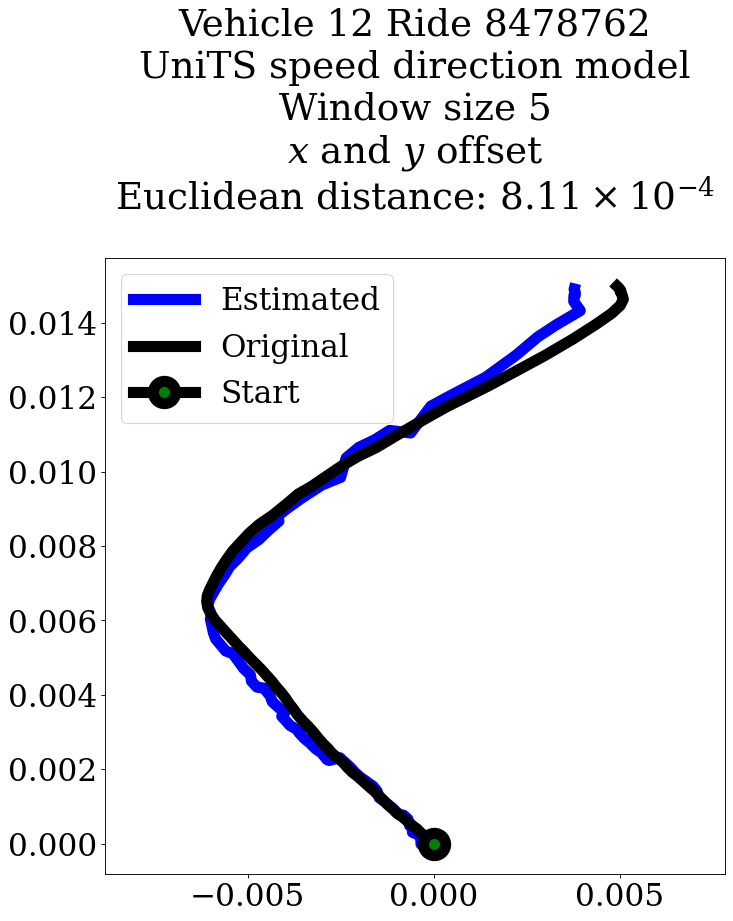 Vehicle 12 Ride 8478762
UniTS speed direction model
Window size 5
x and y offset
Euclidean distance: 8.11 × 10⁻⁴
Estimated
Original
Start
0.014
0.012
0.010
0.008
0.006
0.004
0.002
0.000
−0.005 0.000 0.005